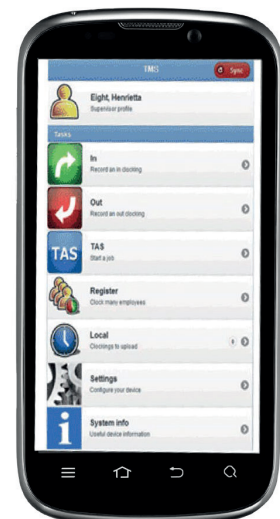 TMS
Sync
Eight, Henrietta
Supervisor profile
Tasks
In
Record an in clocking
Out
Record an out clocking
TAS
TAS
Start a job
Register
Clock many employees
Local
Clockings to upload
Settings
Configure your device
i
System info
Useful device information